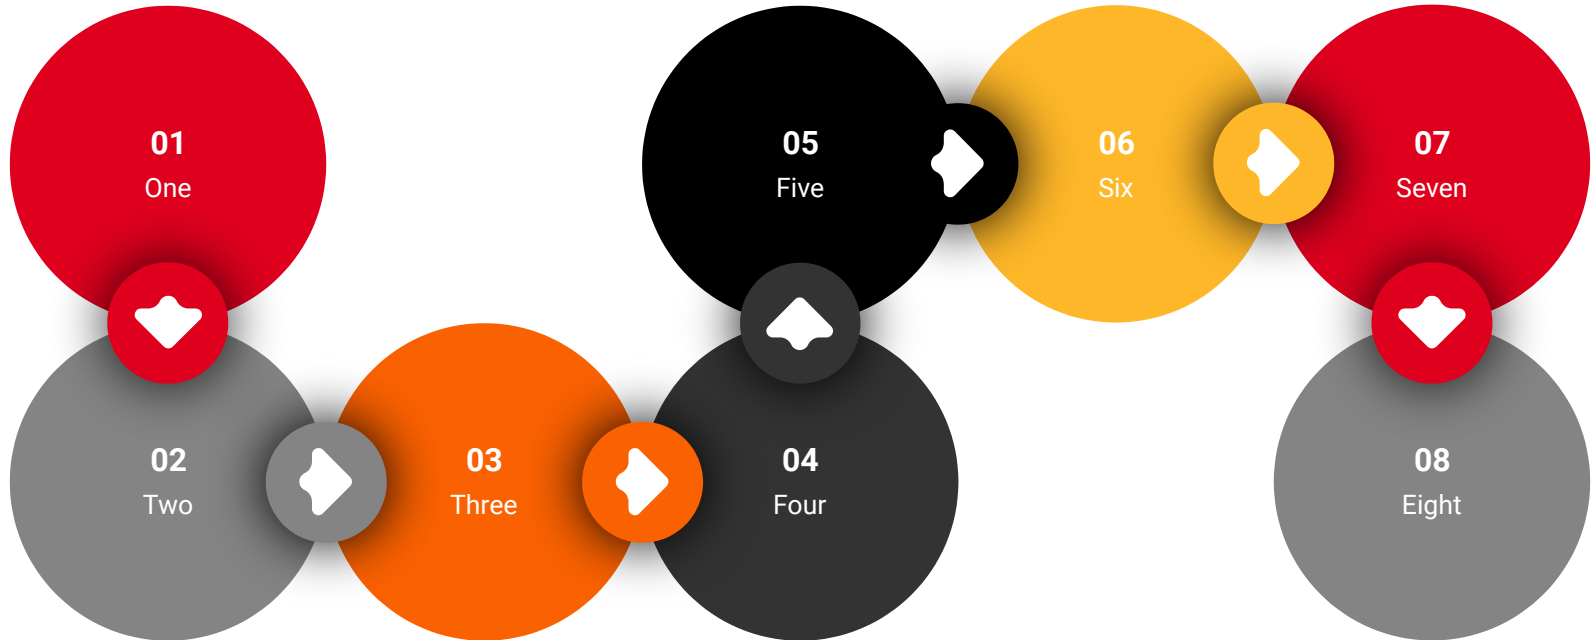 01
One
02
Two
03
Three
04
Four
05
Five
06
Six
07
Seven
08
Eight